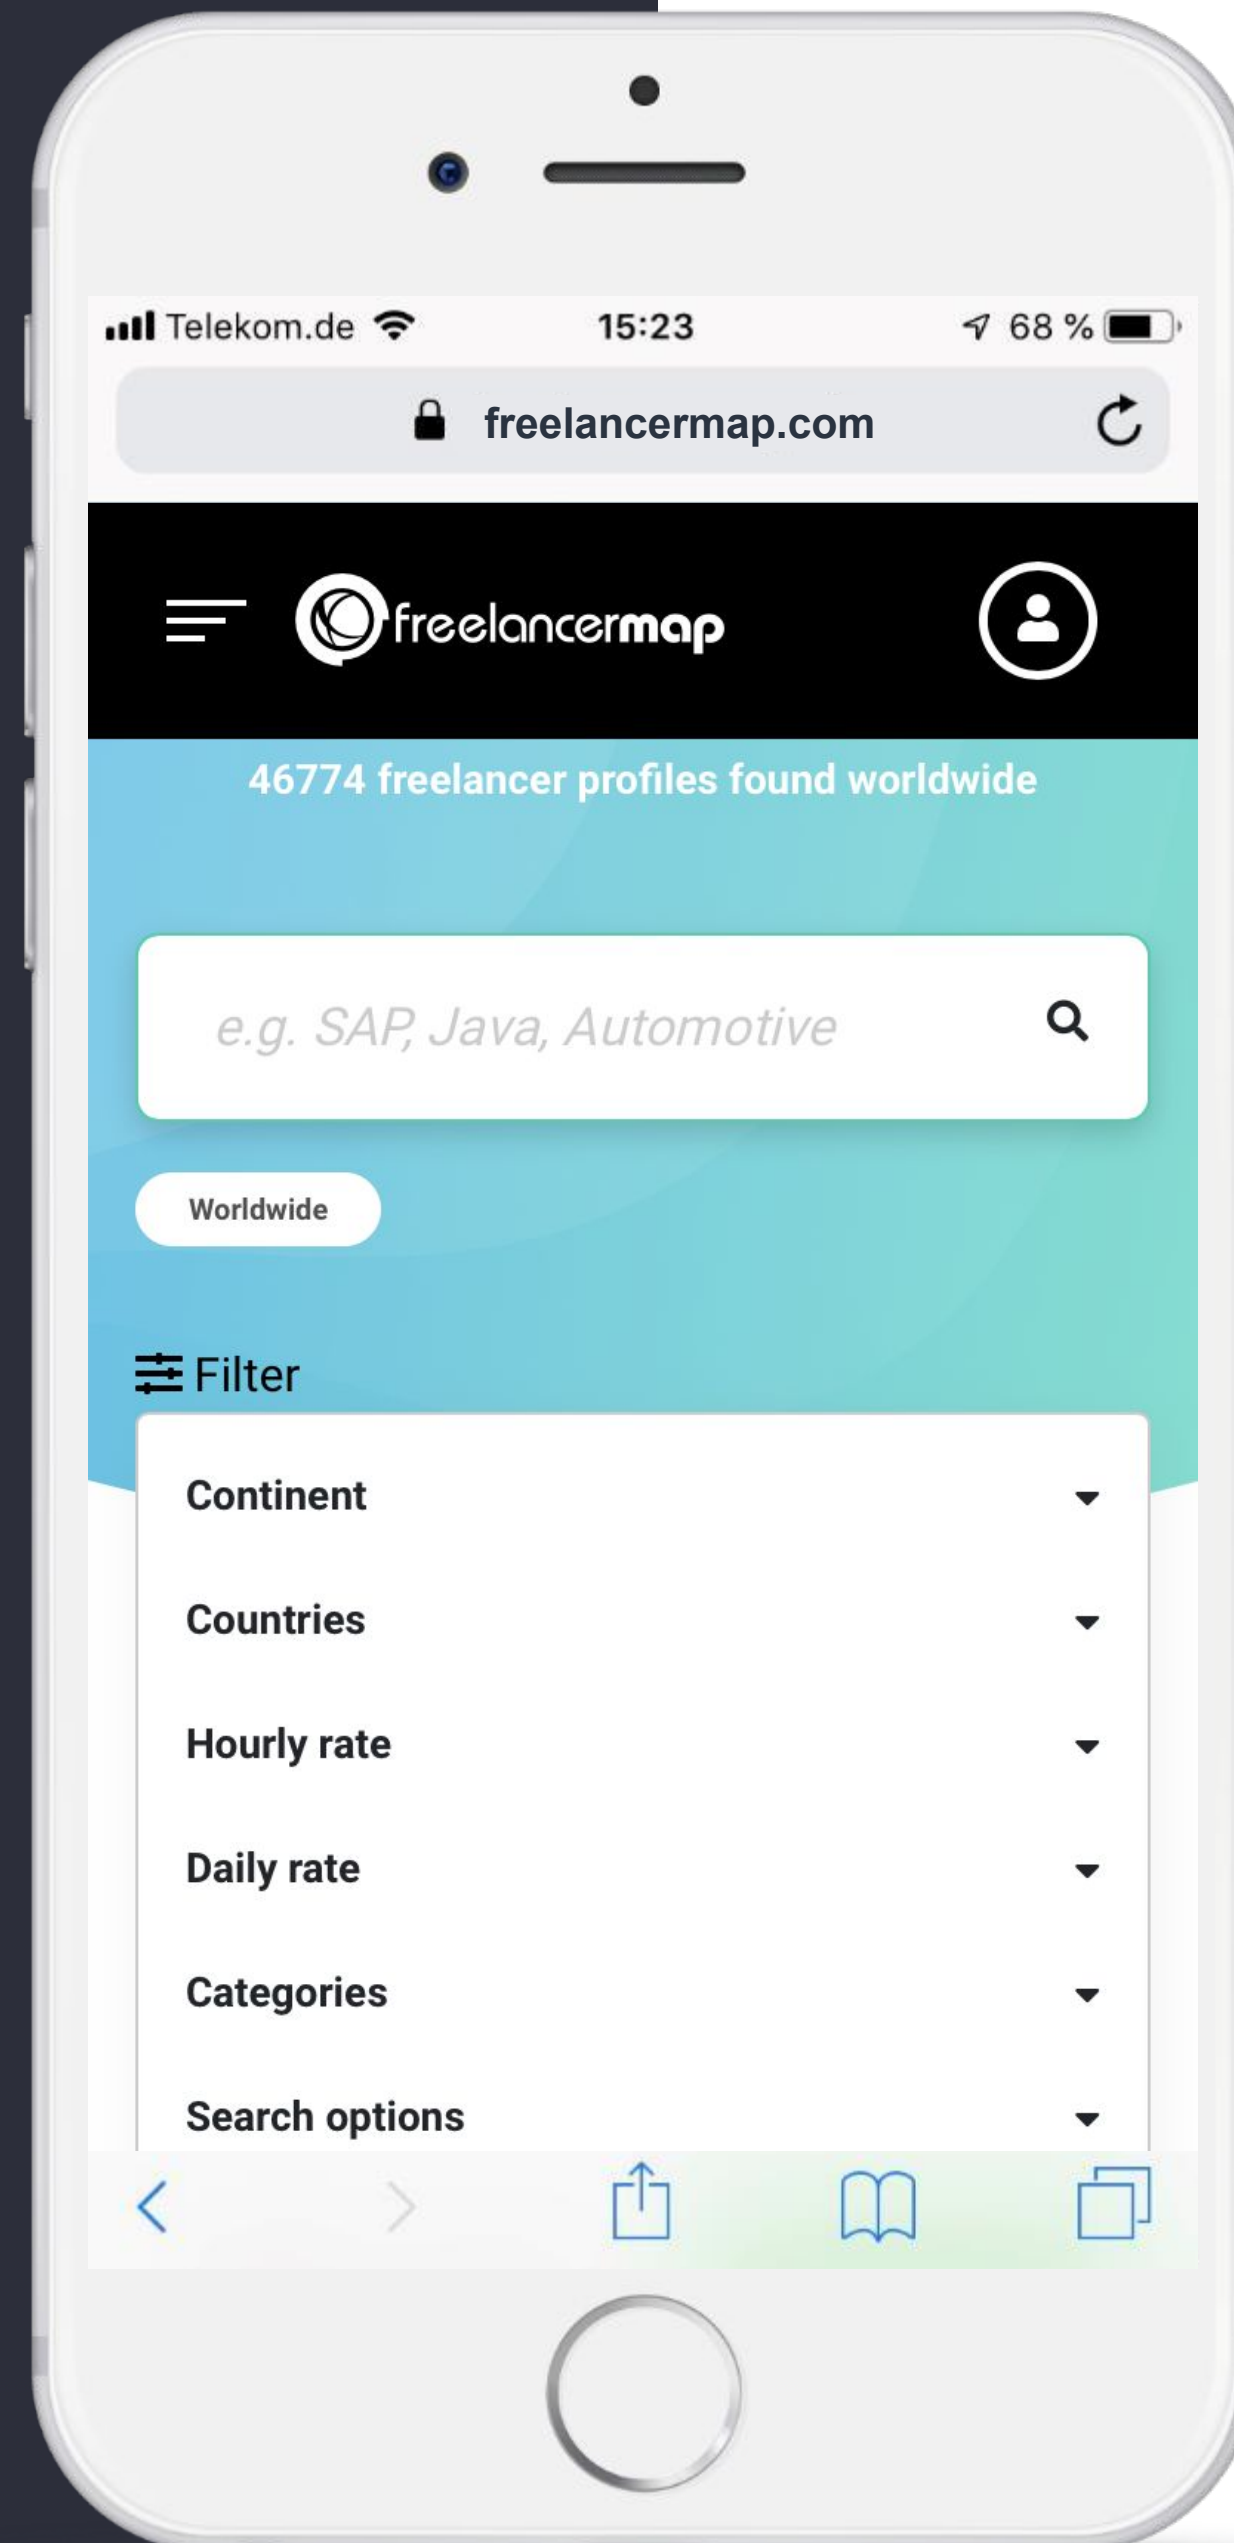 Telekom.de 15:23 68 %
freelancermap.com
freelancermap
46774 freelancer profiles found worldwide
e.g. SAP, Java, Automotive
Worldwide
Filter
Continent
Countries
Hourly rate
Daily rate
Categories
Search options